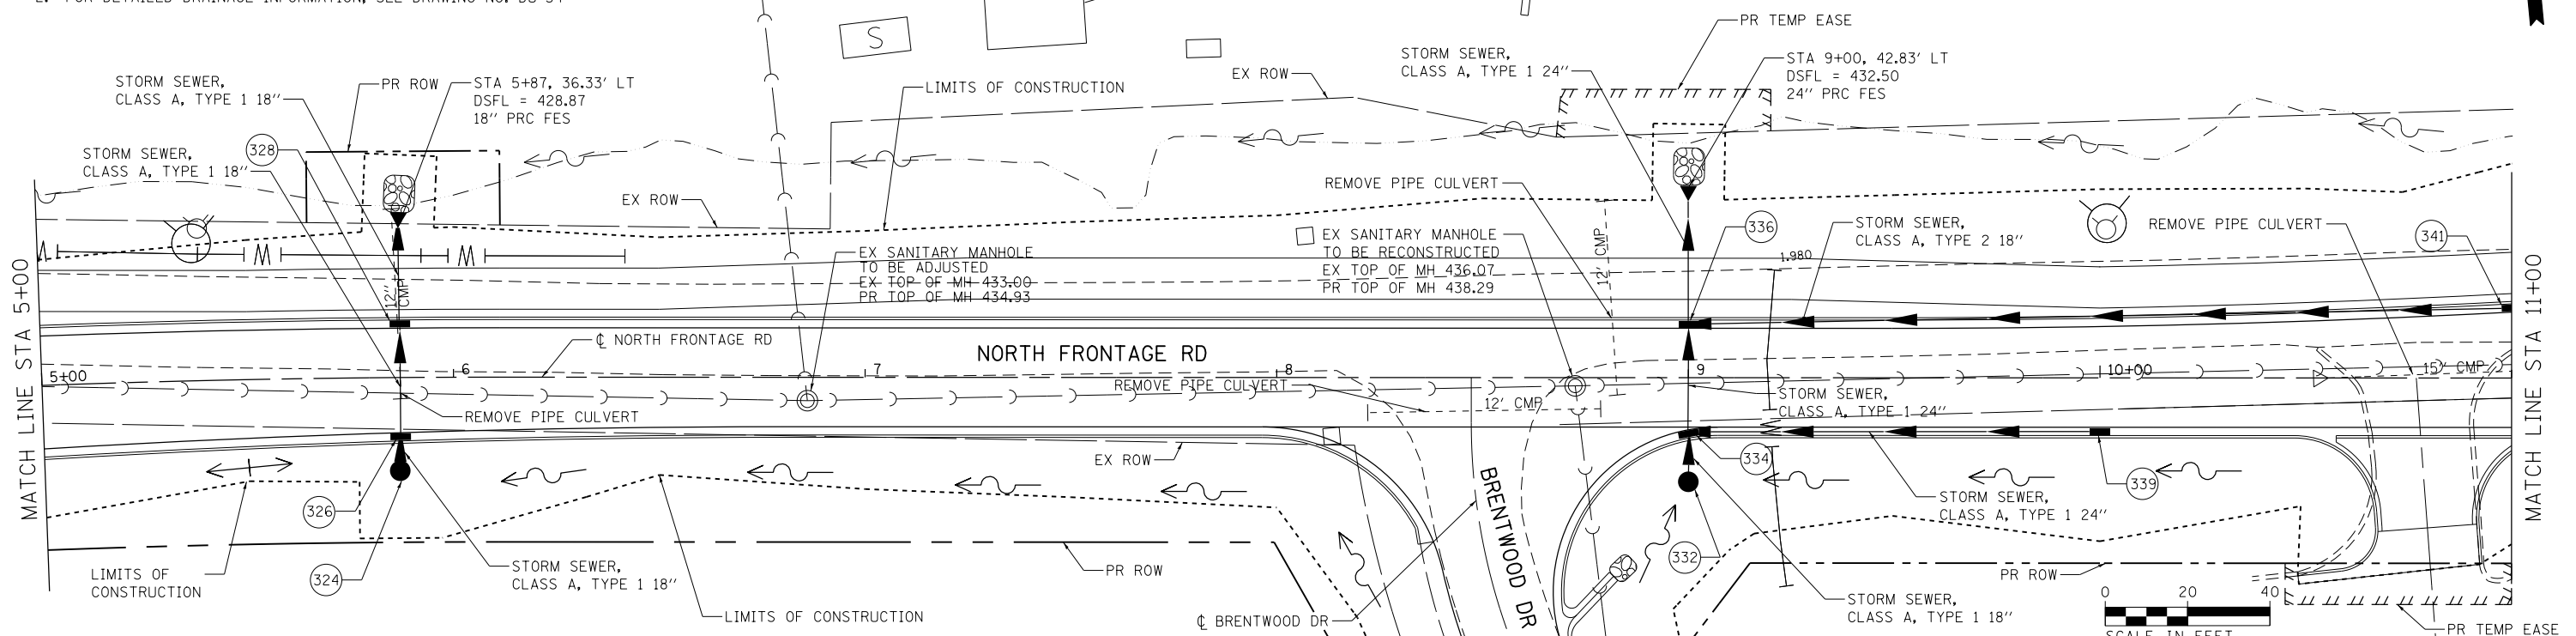 STORM SEWER,
CLASS A, TYPE 1 18"
PR ROW
STA 5+87, 36.33' LT
DSFL = 428.87
18" PRC FES
S
LIMITS OF CONSTRUCTION
EX ROW
STORM SEWER,
CLASS A, TYPE 1 24"
PR TEMP EASE
STA 9+00, 42.83' LT
DSFL = 432.50
24" PRC FES
STORM SEWER,
CLASS A, TYPE 1 18"
328
EX ROW
REMOVE PIPE CULVERT
EX SANITARY MANHOLE
TO BE ADJUSTED
EX TOP OF MH 433.00
PR TOP OF MH 434.93
EX SANITARY MANHOLE
TO BE RECONSTRUCTED
EX TOP OF MH 436.07
PR TOP OF MH 438.29
12' CMP
336
STORM SEWER,
CLASS A, TYPE 2 18"
REMOVE PIPE CULVERT
341
1.980
12"
CMP
MATCH LINE STA 5+00
MATCH LINE STA 11+00
℄ NORTH FRONTAGE RD
NORTH FRONTAGE RD
5+00
6
7
8
9
10+00
15' CMP
REMOVE PIPE CULVERT
12' CMP
REMOVE PIPE CULVERT
STORM SEWER,
CLASS A, TYPE 1 24"
EX ROW
334
339
326
STORM SEWER,
CLASS A, TYPE 1 24"
BRENTWOOD DR
332
LIMITS OF
CONSTRUCTION
324
STORM SEWER,
CLASS A, TYPE 1 18"
PR ROW
PR ROW
LIMITS OF CONSTRUCTION
℄ BRENTWOOD DR
STORM SEWER,
CLASS A, TYPE 1 18"
0 20 40
SCALE IN FEET
PR TEMP EASE